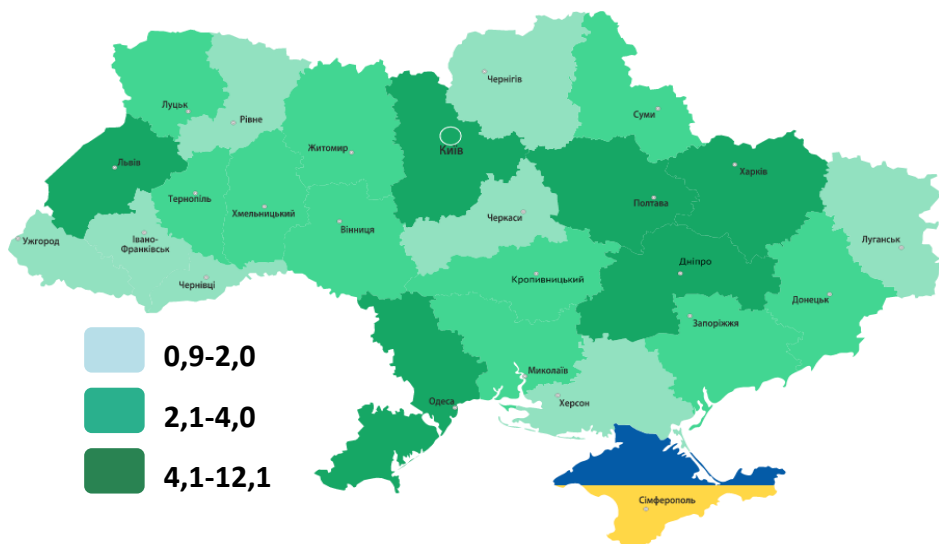 Чернігів
Луцьк
Рівне
Суми
Житомир
Київ
Львів
Харків
Тернопіль
Хмельницький
Полтава
Вінниця
Черкаси
Ужгород
Івано-
Франківськ
Луганськ
Чернівці
Кропивницький
Дніпро
Донецьк
Запоріжжя
0,9-2,0
Миколаїв
Одеса
Херсон
2,1-4,0
4,1-12,1
Сімферополь